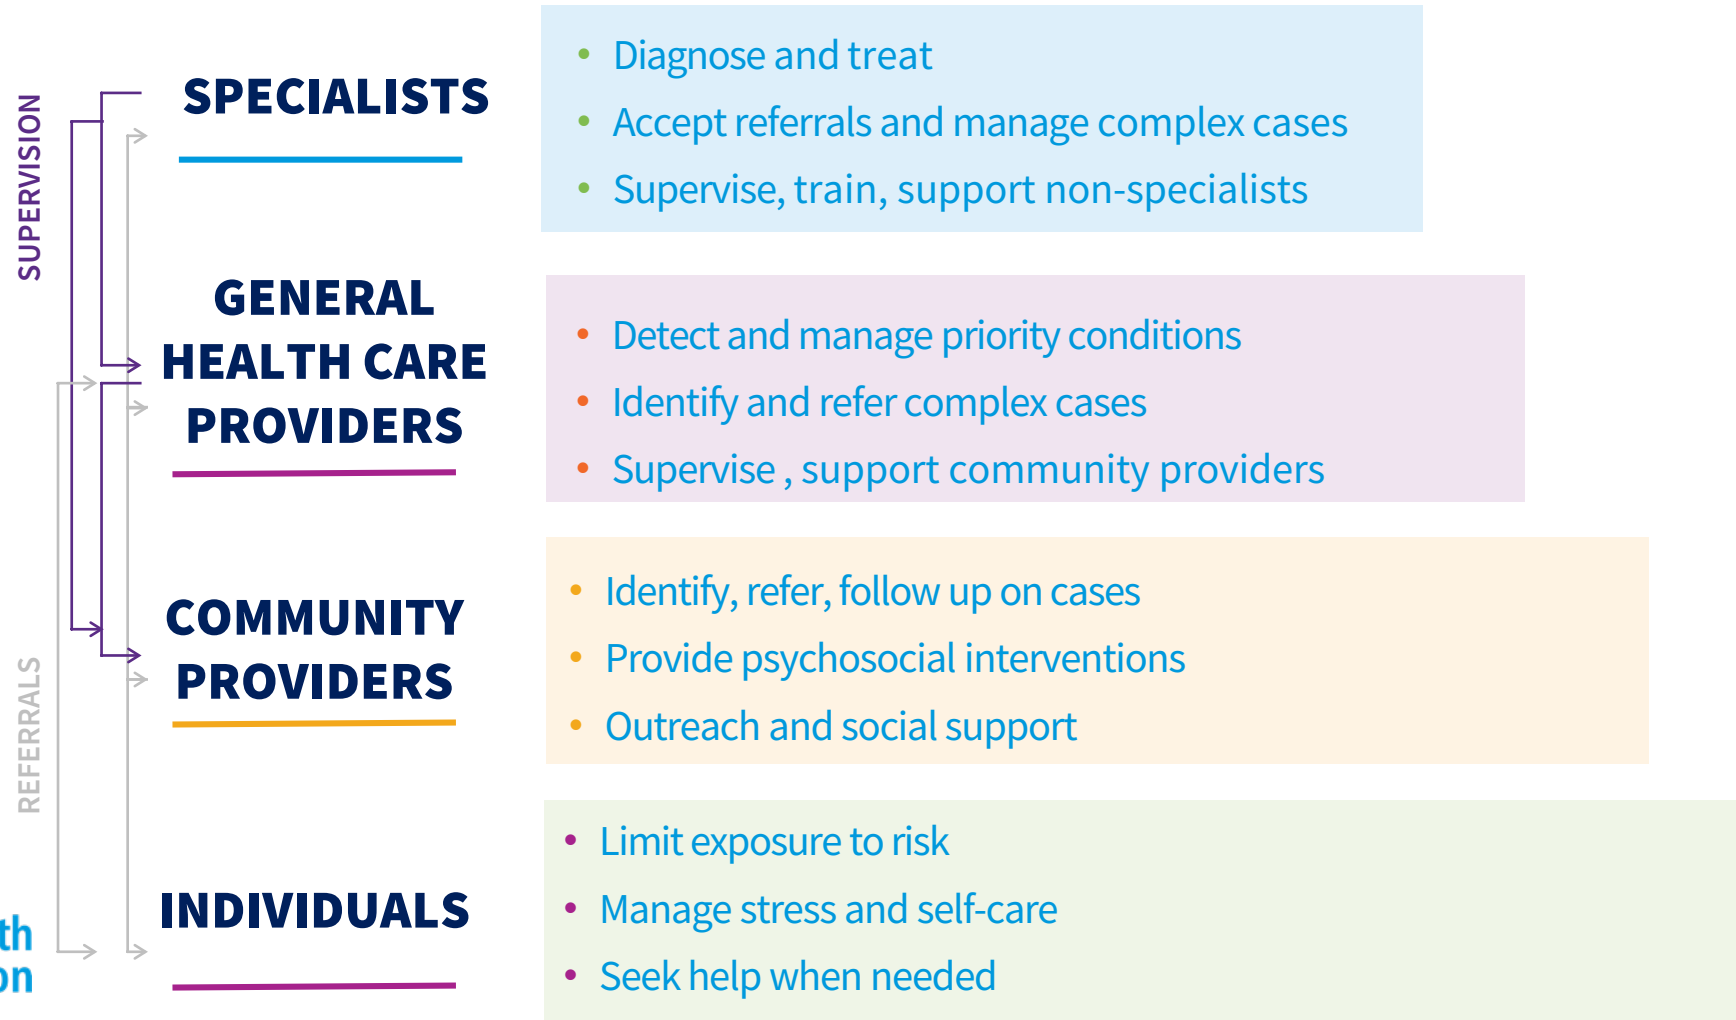 SUPERVISION
SPECIALISTS
• Diagnose and treat
• Accept referrals and manage complex cases
• Supervise, train, support non-specialists
GENERAL
HEALTH CARE
PROVIDERS
• Detect and manage priority conditions
• Identify and refer complex cases
• Supervise , support community providers
COMMUNITY
PROVIDERS
• Identify, refer, follow up on cases
• Provide psychosocial interventions
• Outreach and social support
REFERRALS
INDIVIDUALS
• Limit exposure to risk
• Manage stress and self-care
• Seek help when needed
th
on